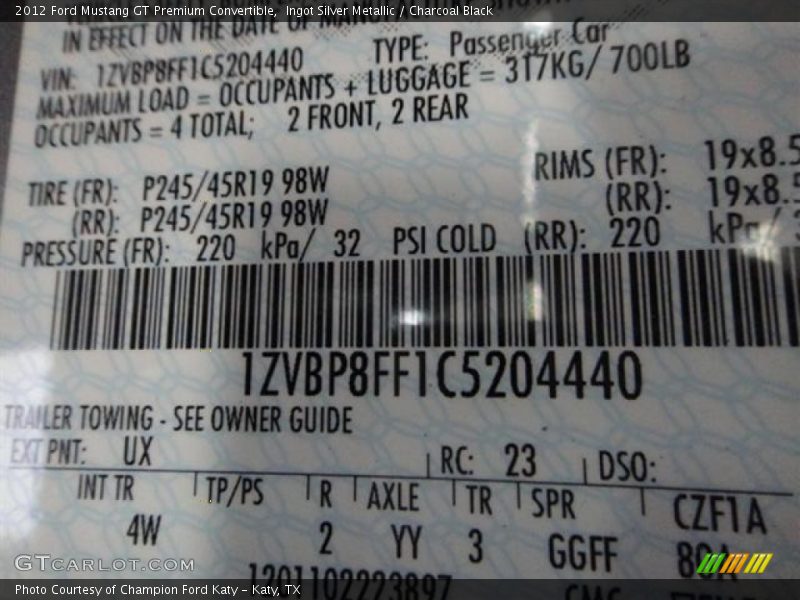 2012 Ford Mustang GT Premium Convertible, Ingot Silver Metallic / Charcoal Black
IN EFFECT ON THE DATE OF
VIN: 1ZVBP8FF1C5204440 TYPE: Passenger Car
MAXIMUM LOAD = OCCUPANTS + LUGGAGE = 317KG/ 700LB
OCCUPANTS = 4 TOTAL; 2 FRONT, 2 REAR
TIRE (FR): P245/45R19 98W RIMS (FR): 19x8.5
(RR): P245/45R19 98W (RR): 19x8.5
PRESSURE (FR): 220 kPa/ 32 PSI COLD (RR): 220 kPa/
1ZVBP8FF1C5204440
TRAILER TOWING - SEE OWNER GUIDE
EXT PNT: UX RC: 23 DSO:
INT TR TP/PS R AXLE TR SPR CZF1A
4W 2 YY 3 GGFF 80A
1201102223897
GTCARLOT.COM
Photo Courtesy of Champion Ford Katy - Katy, TX